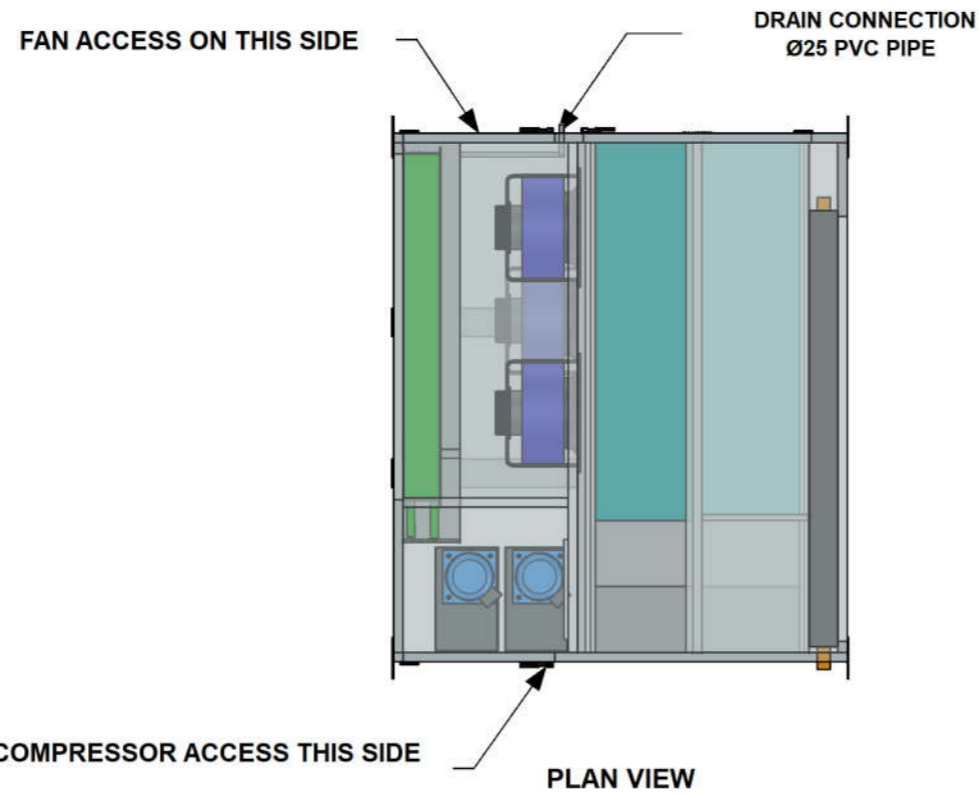 FAN ACCESS ON THIS SIDE
DRAIN CONNECTION
Ø25 PVC PIPE
COMPRESSOR ACCESS THIS SIDE
PLAN VIEW